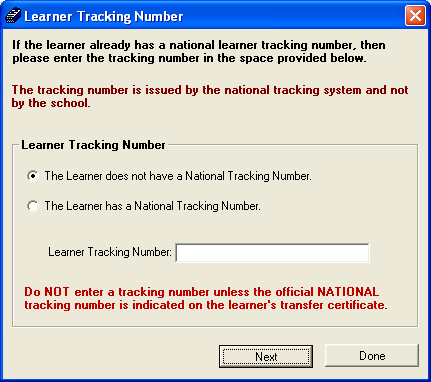 Learner Tracking Number
If the learner already has a national learner tracking number, then
please enter the tracking number in the space provided below.
The tracking number is issued by the national tracking system and not
by the school.
Learner Tracking Number
The Learner does not have a National Tracking Number.
The Learner has a National Tracking Number.
Learner Tracking Number:
Do NOT enter a tracking number unless the official NATIONAL
tracking number is indicated on the learner's transfer certificate.
Next Done